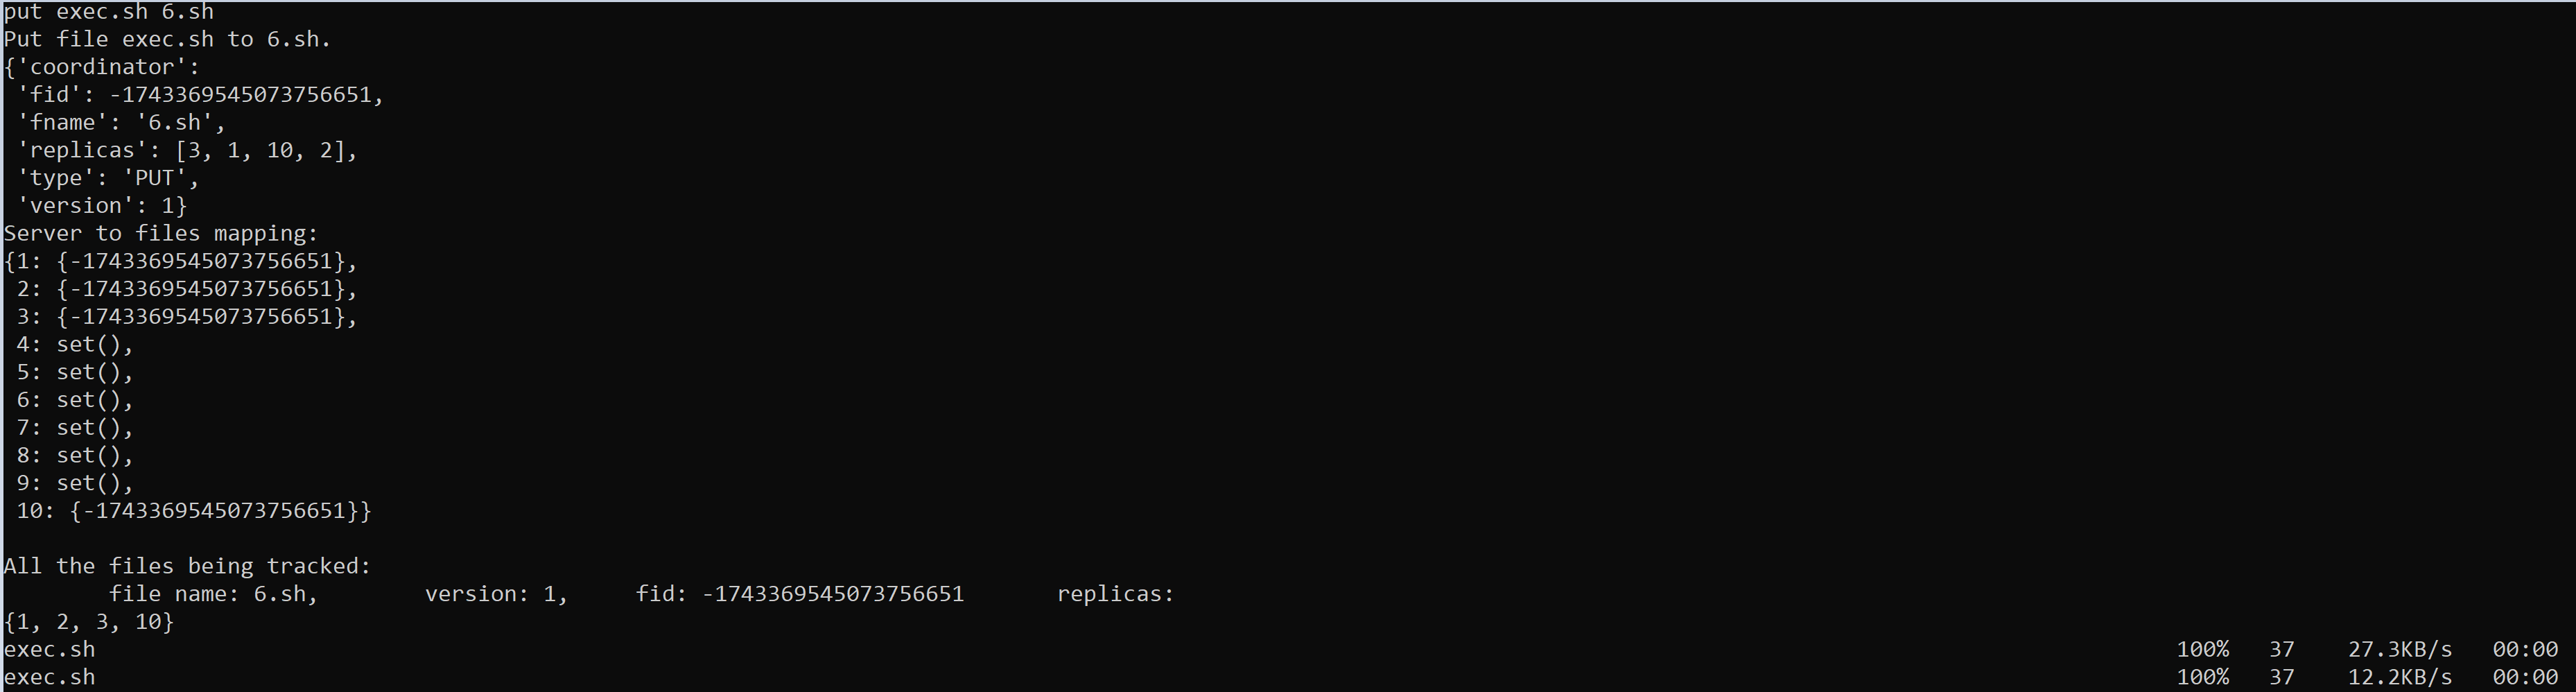 put exec.sh 6.sh
Put file exec.sh to 6.sh.
{'coordinator':
 'fid': -1743369545073756651,
 'fname': '6.sh',
 'replicas': [3, 1, 10, 2],
 'type': 'PUT',
 'version': 1}
Server to files mapping:
{1: {-1743369545073756651},
 2: {-1743369545073756651},
 3: {-1743369545073756651},
 4: set(),
 5: set(),
 6: set(),
 7: set(),
 8: set(),
 9: set(),
 10: {-1743369545073756651}}
All the files being tracked:
file name: 6.sh, version: 1, fid: -1743369545073756651 replicas:
{1, 2, 3, 10}
exec.sh 100% 37 27.3KB/s 00:00
exec.sh 100% 37 12.2KB/s 00:00